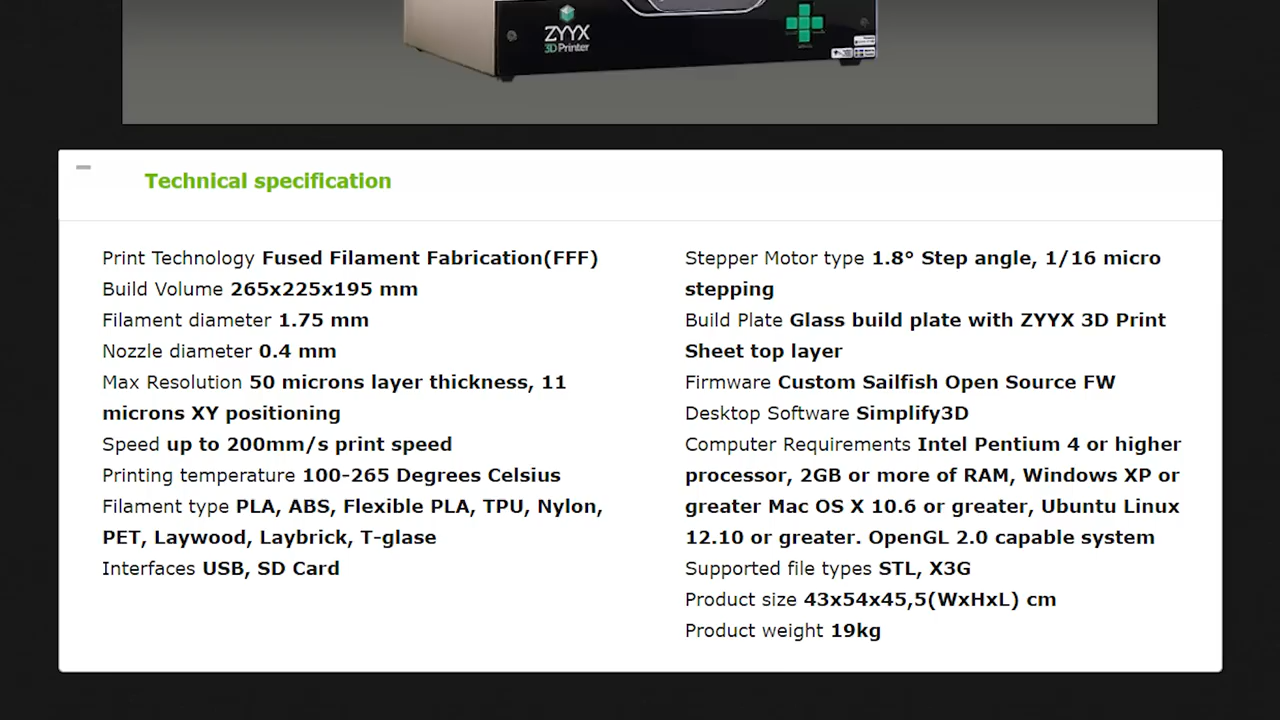 ZYYX
3D Printer
Technical specification
Print Technology Fused Filament Fabrication(FFF)
Build Volume 265x225x195 mm
Filament diameter 1.75 mm
Nozzle diameter 0.4 mm
Max Resolution 50 microns layer thickness, 11
microns XY positioning
Speed up to 200mm/s print speed
Printing temperature 100-265 Degrees Celsius
Filament type PLA, ABS, Flexible PLA, TPU, Nylon,
PET, Laywood, Laybrick, T-glase
Interfaces USB, SD Card
Stepper Motor type 1.8° Step angle, 1/16 micro
stepping
Build Plate Glass build plate with ZYYX 3D Print
Sheet top layer
Firmware Custom Sailfish Open Source FW
Desktop Software Simplify3D
Computer Requirements Intel Pentium 4 or higher
processor, 2GB or more of RAM, Windows XP or
greater Mac OS X 10.6 or greater, Ubuntu Linux
12.10 or greater. OpenGL 2.0 capable system
Supported file types STL, X3G
Product size 43x54x45,5(WxHxL) cm
Product weight 19kg